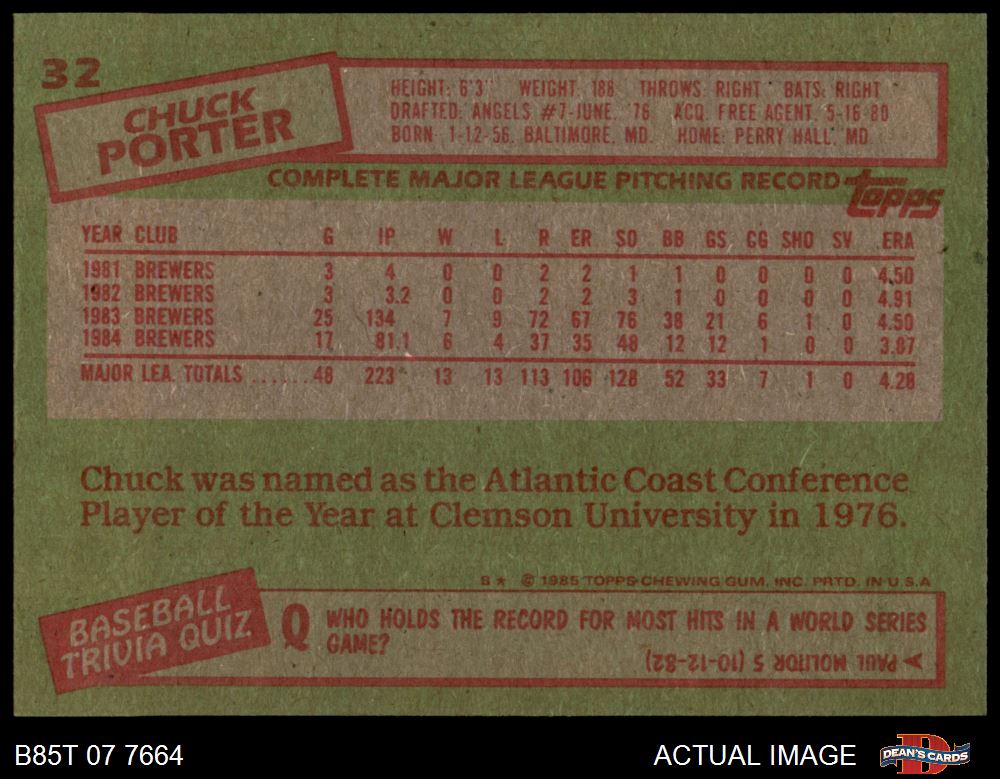 32
CHUCK
PORTER
HEIGHT: 6'3" WEIGHT: 188 THROWS: RIGHT BATS: RIGHT
DRAFTED: ANGELS #7-JUNE, '76 ACQ. FREE AGENT, 5-16-80
BORN: 1-12-56, BALTIMORE, MD. HOME: PERRY HALL, MD.
COMPLETE MAJOR LEAGUE PITCHING RECORD
topps
YEAR CLUB G IP W L R ER SO BB GS CG SHO SV ERA
1981 BREWERS 3 4 0 0 2 2 1 1 0 0 0 0 4.50
1982 BREWERS 3 3.2 0 0 2 2 3 1 0 0 0 0 4.91
1983 BREWERS 25 134 7 9 72 67 76 38 21 6 1 0 4.50
1984 BREWERS 17 81.1 6 4 37 35 48 12 12 1 0 0 3.87
MAJOR LEA. TOTALS ......48 223 13 13 113 106 128 52 33 7 1 0 4.28
Chuck was named as the Atlantic Coast Conference
Player of the Year at Clemson University in 1976.
B★ © 1985 TOPPS CHEWING GUM, INC. PRTD. IN U.S.A
BASEBALL
TRIVIA QUIZ
Q WHO HOLDS THE RECORD FOR MOST HITS IN A WORLD SERIES
GAME?
A PAUL MOLITOR 5 (10-12-82)
B85T 07 7664
ACTUAL IMAGE
DEAN'S CARDS